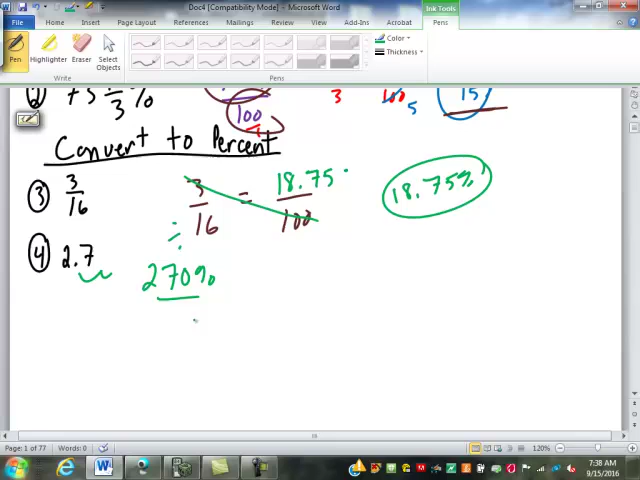 Doc4 [Compatibility Mode] - Microsoft Word
Ink Tools
File Home Insert Page Layout References Mailings Review View Add-Ins Acrobat Pens
Pen Highlighter Eraser Select Objects
Color
Thickness
Write
Pens
3 100 5 15
100
Convert to Percent
③ 3/16 3/16 = 18.75/100 18.75%
÷
④ 2.7 270%
Page: 1 of 77 Words: 0 120%
7:38 AM
9/15/2016